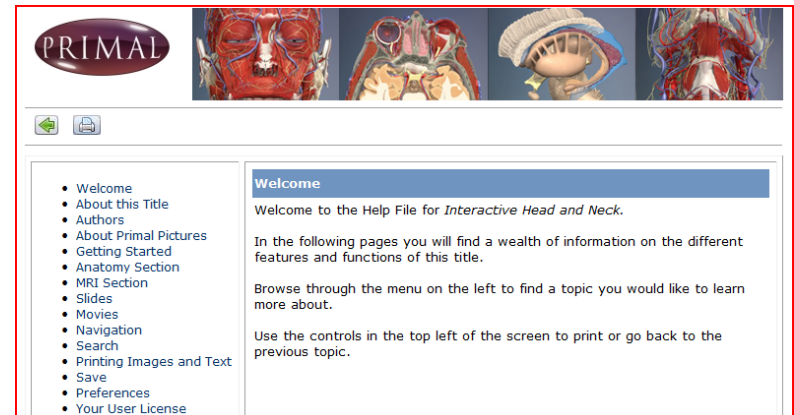 PRIMAL
Welcome
About this Title
Authors
About Primal Pictures
Getting Started
Anatomy Section
MRI Section
Slides
Movies
Navigation
Search
Printing Images and Text
Save
Preferences
Your User License
Welcome
Welcome to the Help File for Interactive Head and Neck.
In the following pages you will find a wealth of information on the different
features and functions of this title.
Browse through the menu on the left to find a topic you would like to learn
more about.
Use the controls in the top left of the screen to print or go back to the
previous topic.